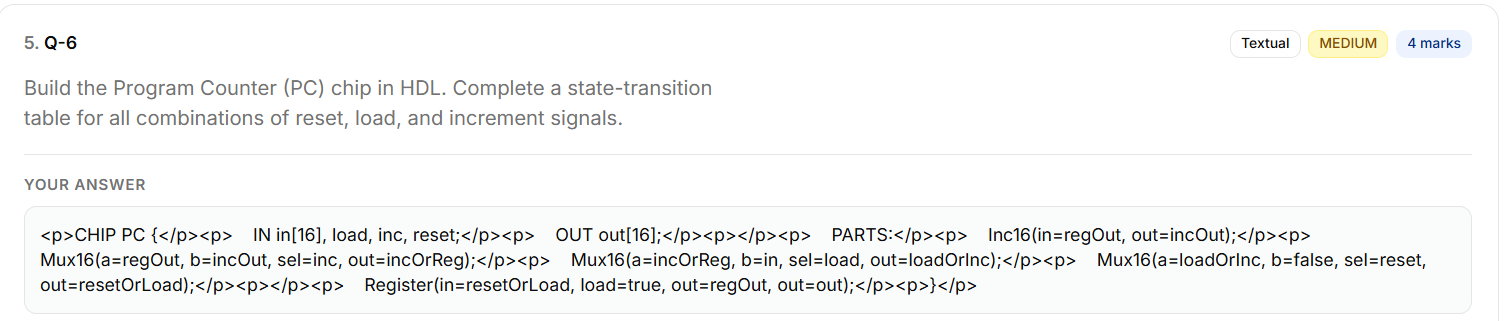 5. Q-6
Textual
MEDIUM
4 marks
Build the Program Counter (PC) chip in HDL. Complete a state-transition
table for all combinations of reset, load, and increment signals.
YOUR ANSWER
<p>CHIP PC {</p><p>    IN in[16], load, inc, reset;</p><p>    OUT out[16];</p><p></p><p>    PARTS:</p><p>    Inc16(in=regOut, out=incOut);</p><p>
Mux16(a=regOut, b=incOut, sel=inc, out=incOrReg);</p><p>    Mux16(a=incOrReg, b=in, sel=load, out=loadOrInc);</p><p>    Mux16(a=loadOrInc, b=false, sel=reset,
out=resetOrLoad);</p><p></p><p>    Register(in=resetOrLoad, load=true, out=regOut, out=out);</p><p>}</p>